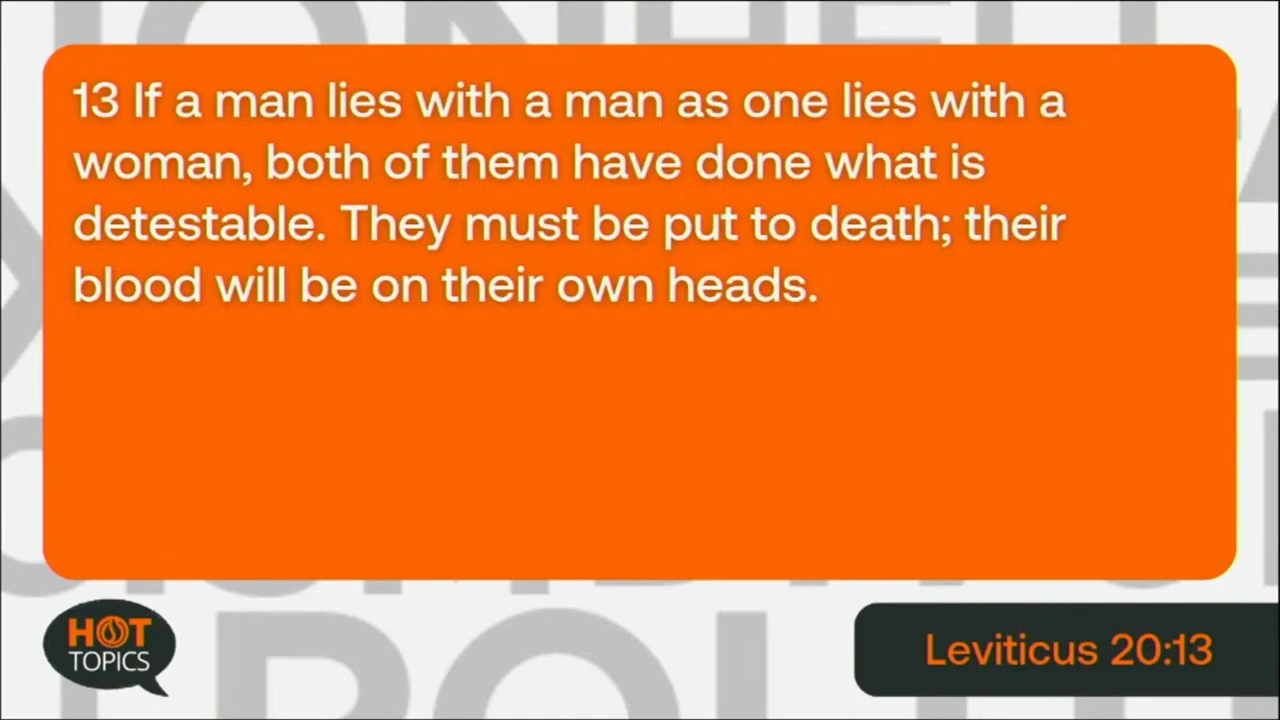 13 If a man lies with a man as one lies with a
woman, both of them have done what is
detestable. They must be put to death; their
blood will be on their own heads.
HOT
TOPICS
Leviticus 20:13